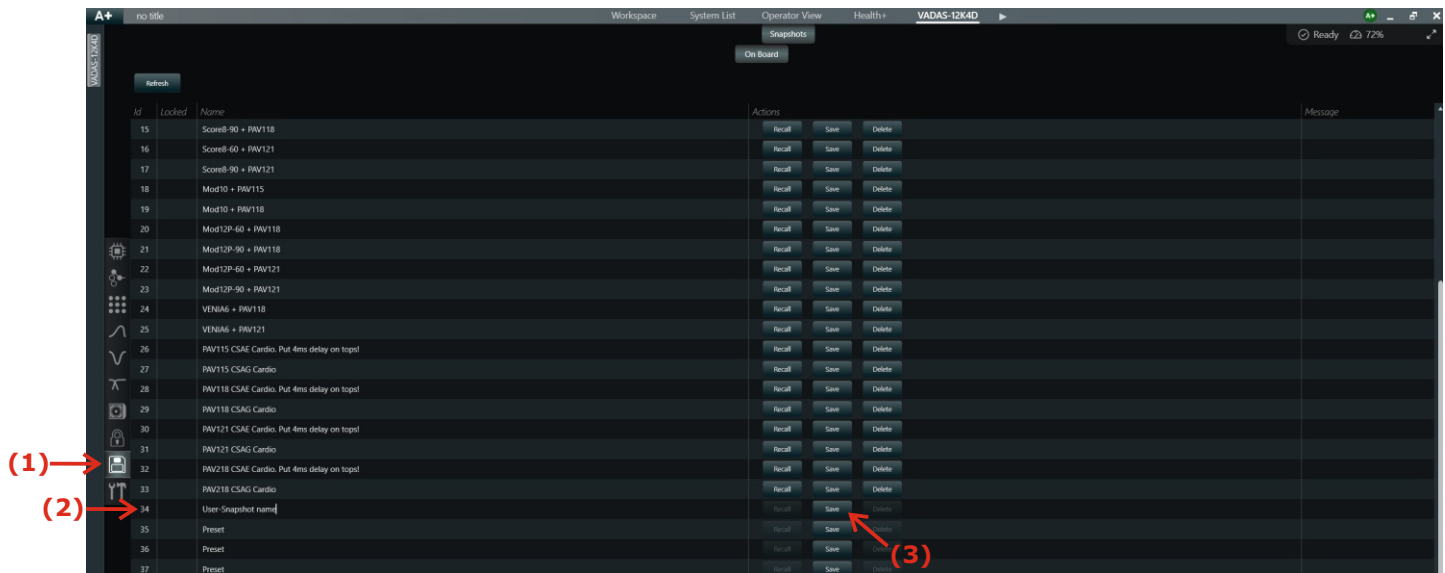 A+ no title Workspace System List Operator View Health+ VADAS-12K4D A+
Snapshots Ready 72%
VADAS-12K4D
On Board
Refresh
Id Locked Name Actions Message
15 Score8-90 + PAV118 Recall Save Delete
16 Score8-60 + PAV121 Recall Save Delete
17 Score8-90 + PAV121 Recall Save Delete
18 Mod10 + PAV115 Recall Save Delete
19 Mod10 + PAV118 Recall Save Delete
20 Mod12P-60 + PAV118 Recall Save Delete
21 Mod12P-90 + PAV118 Recall Save Delete
22 Mod12P-60 + PAV121 Recall Save Delete
23 Mod12P-90 + PAV121 Recall Save Delete
24 VENIA6 + PAV118 Recall Save Delete
25 VENIA6 + PAV121 Recall Save Delete
26 PAV115 CSAE Cardio. Put 4ms delay on tops! Recall Save Delete
27 PAV115 CSAG Cardio Recall Save Delete
28 PAV118 CSAE Cardio. Put 4ms delay on tops! Recall Save Delete
29 PAV118 CSAG Cardio Recall Save Delete
30 PAV121 CSAE Cardio. Put 4ms delay on tops! Recall Save Delete
31 PAV121 CSAG Cardio Recall Save Delete
(1)
32 PAV218 CSAE Cardio. Put 4ms delay on tops! Recall Save Delete
33 PAV218 CSAG Cardio Recall Save Delete
(2)
34 User-Snapshot name Recall Save Delete
35 Preset Recall Save Delete
36 Preset Recall Save Delete
(3)
37 Preset Recall Save Delete